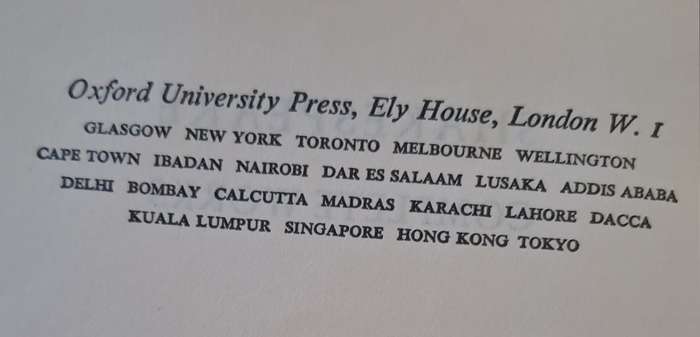 Oxford University Press, Ely House, London W. 1
GLASGOW NEW YORK TORONTO MELBOURNE WELLINGTON
CAPE TOWN IBADAN NAIROBI DAR ES SALAAM LUSAKA ADDIS ABABA
DELHI BOMBAY CALCUTTA MADRAS KARACHI LAHORE DACCA
KUALA LUMPUR SINGAPORE HONG KONG TOKYO